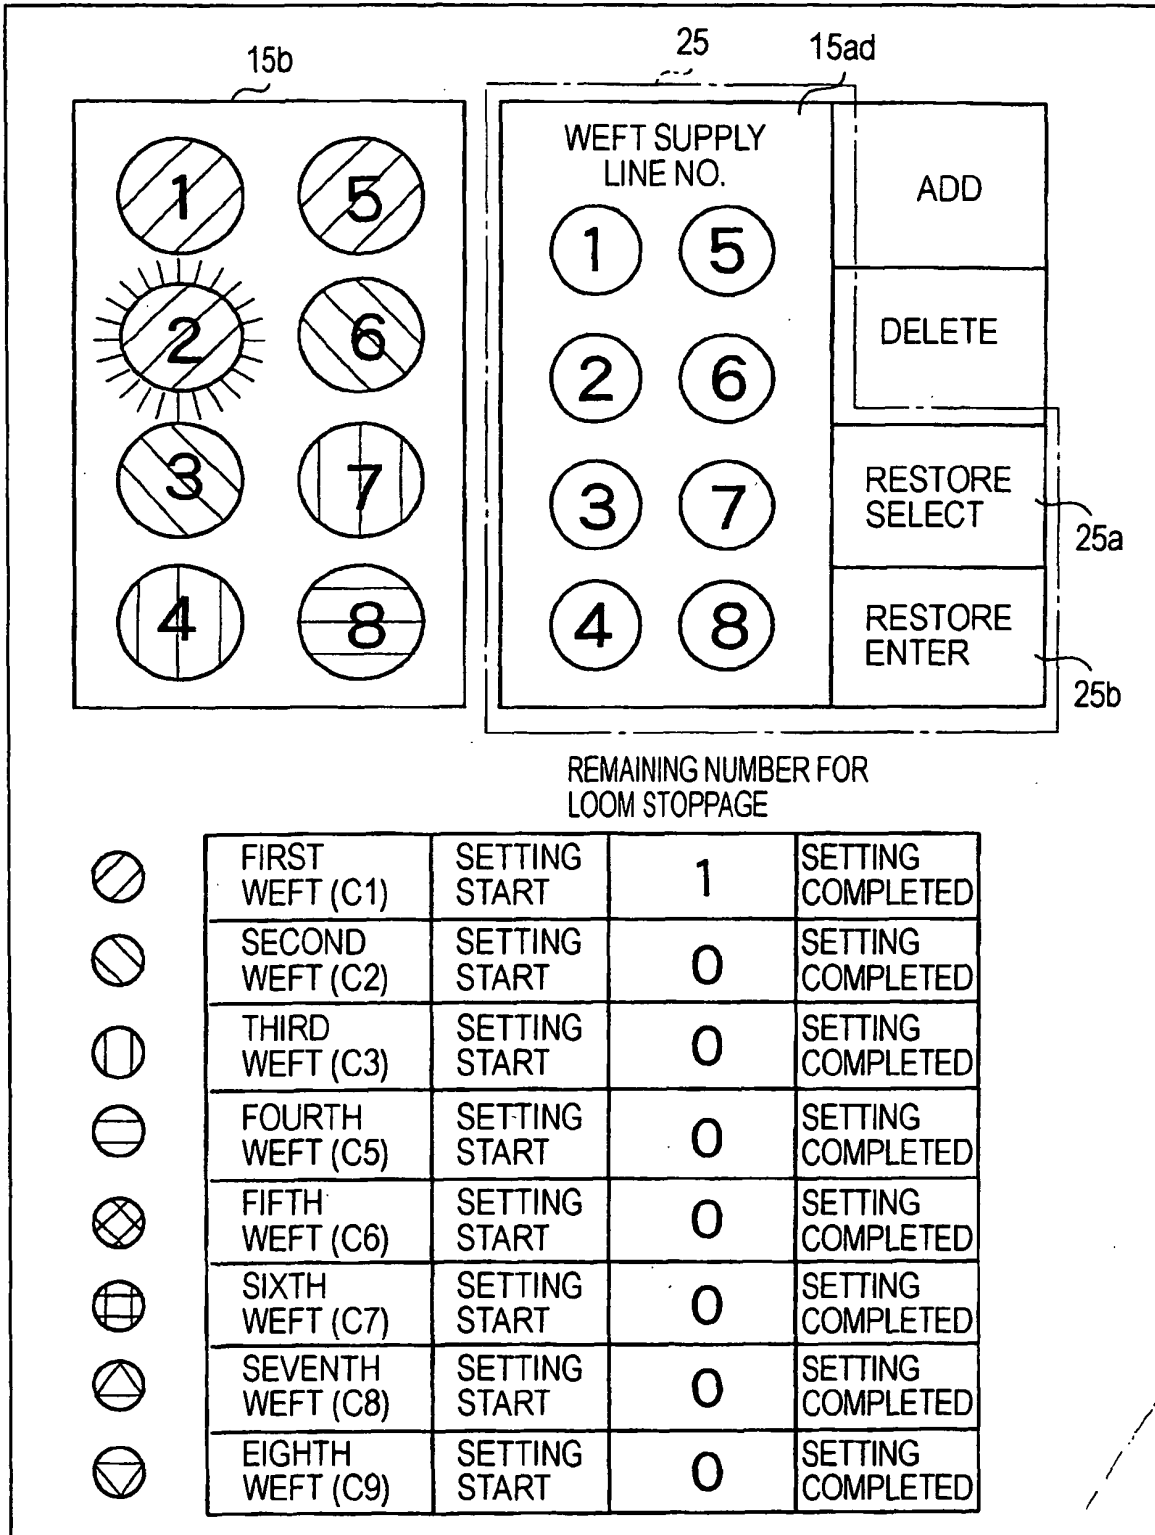 15b
25
15ad
1
5
2
6
3
7
4
8
WEFT SUPPLY
LINE NO.
1
5
2
6
3
7
4
8
ADD
DELETE
RESTORE
SELECT
RESTORE
ENTER
25a
25b
REMAINING NUMBER FOR
LOOM STOPPAGE
FIRST
WEFT (C1)
SETTING
START
1
SETTING
COMPLETED
SECOND
WEFT (C2)
SETTING
START
0
SETTING
COMPLETED
THIRD
WEFT (C3)
SETTING
START
0
SETTING
COMPLETED
FOURTH
WEFT (C5)
SETTING
START
0
SETTING
COMPLETED
FIFTH
WEFT (C6)
SETTING
START
0
SETTING
COMPLETED
SIXTH
WEFT (C7)
SETTING
START
0
SETTING
COMPLETED
SEVENTH
WEFT (C8)
SETTING
START
0
SETTING
COMPLETED
EIGHTH
WEFT (C9)
SETTING
START
0
SETTING
COMPLETED